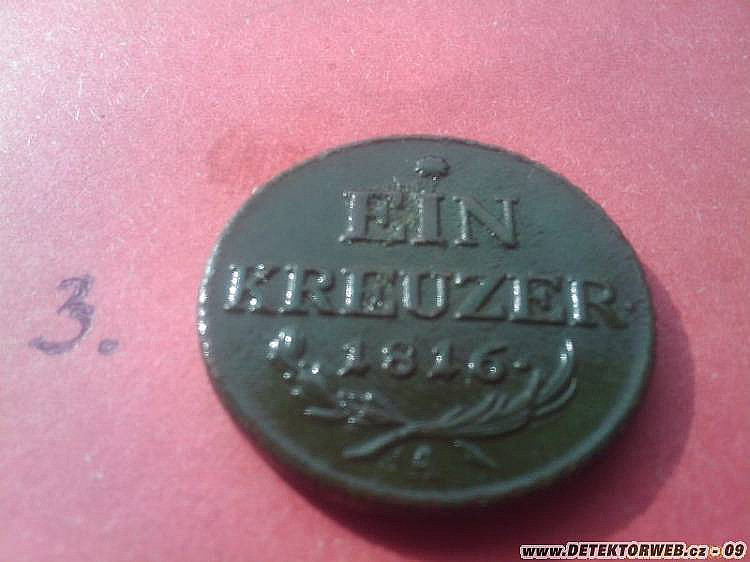 EIN
KREUZER
3.
·1816·
A
www.DETEKTORWEB.cz - 09